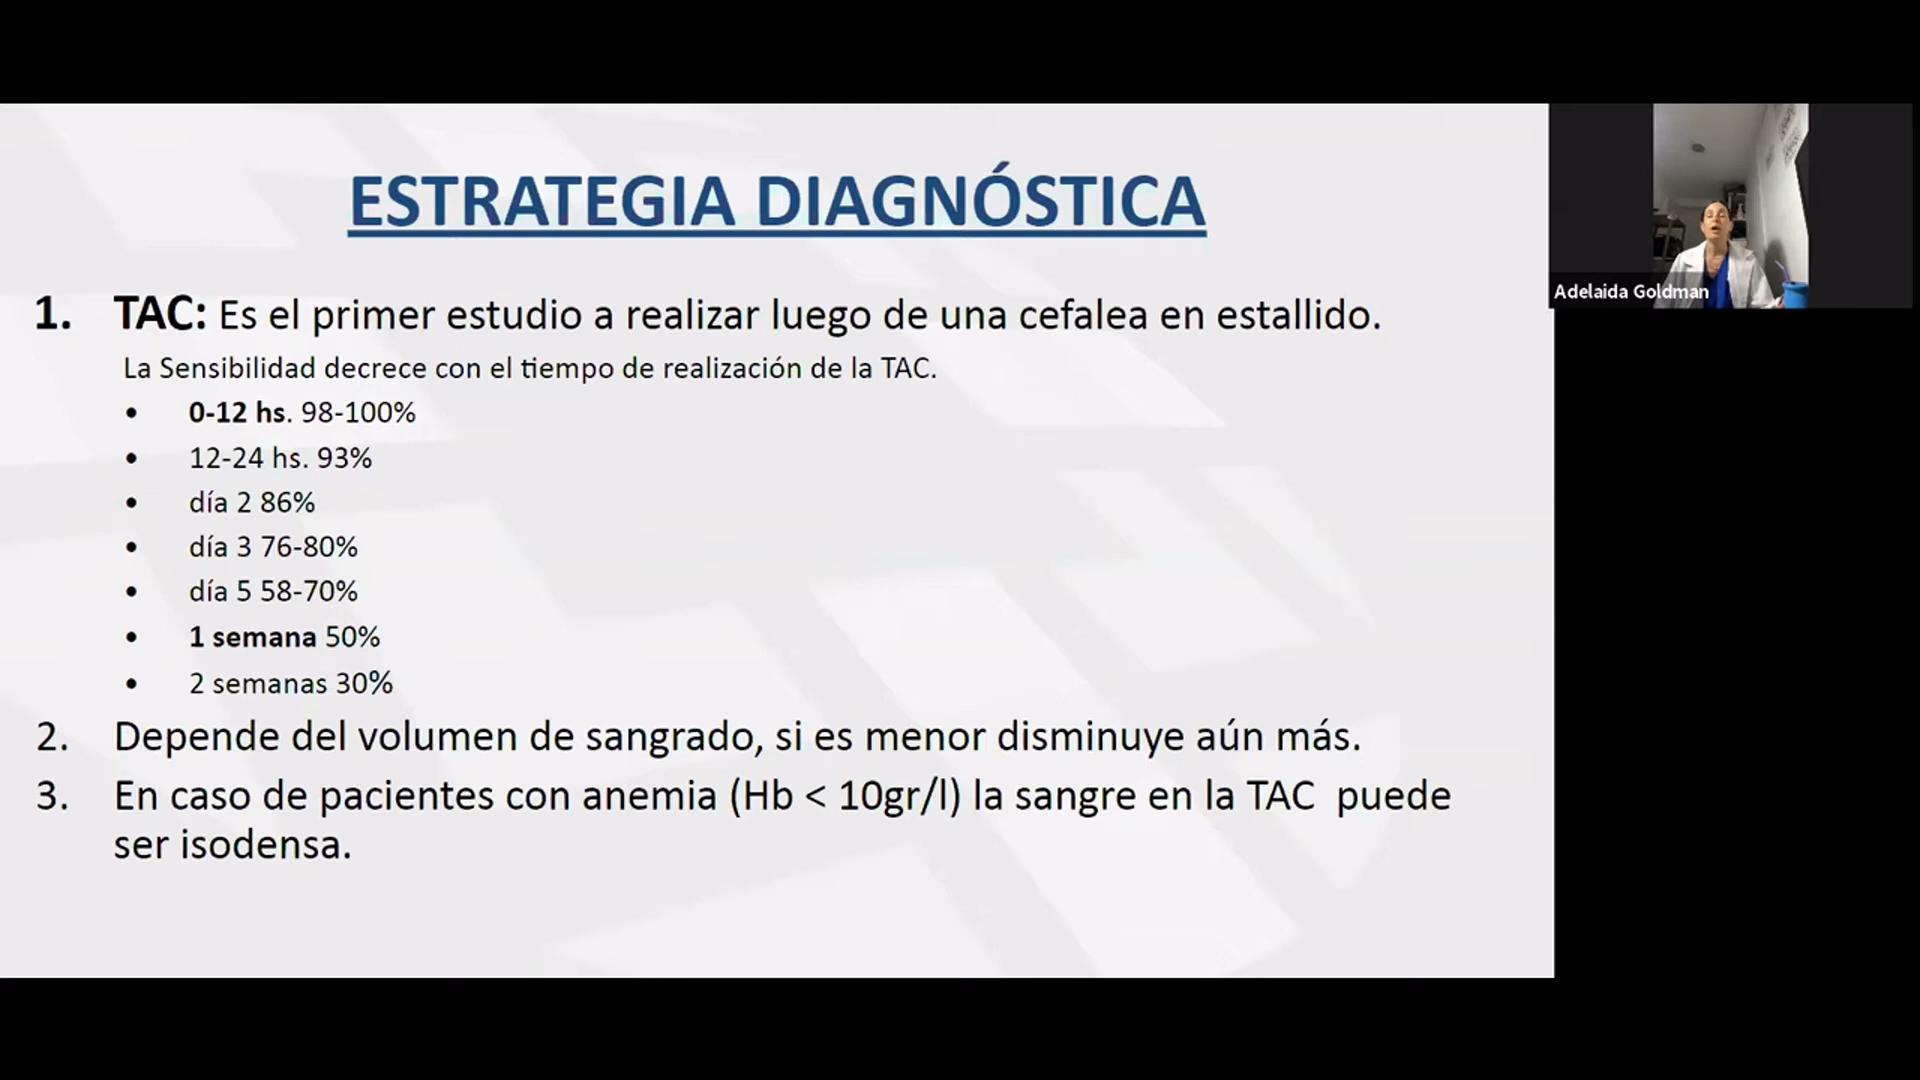 ESTRATEGIA DIAGNÓSTICA
1. TAC: Es el primer estudio a realizar luego de una cefalea en estallido.
La Sensibilidad decrece con el tiempo de realización de la TAC.
• 0-12 hs. 98-100%
• 12-24 hs. 93%
• día 2 86%
• día 3 76-80%
• día 5 58-70%
• 1 semana 50%
• 2 semanas 30%
2. Depende del volumen de sangrado, si es menor disminuye aún más.
3. En caso de pacientes con anemia (Hb < 10gr/l) la sangre en la TAC puede
ser isodensa.
Adelaida Goldman